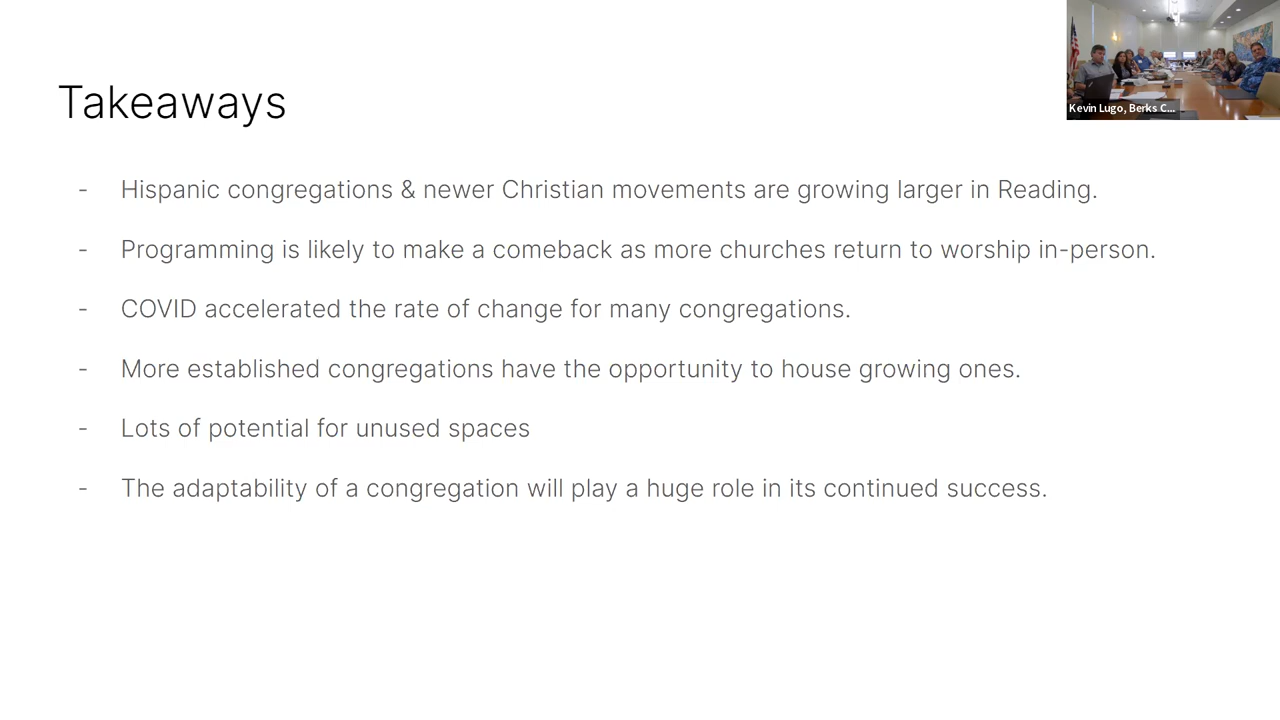 Takeaways
- Hispanic congregations & newer Christian movements are growing larger in Reading.
- Programming is likely to make a comeback as more churches return to worship in-person.
- COVID accelerated the rate of change for many congregations.
- More established congregations have the opportunity to house growing ones.
- Lots of potential for unused spaces
- The adaptability of a congregation will play a huge role in its continued success.
Kevin Lugo, Berks C...